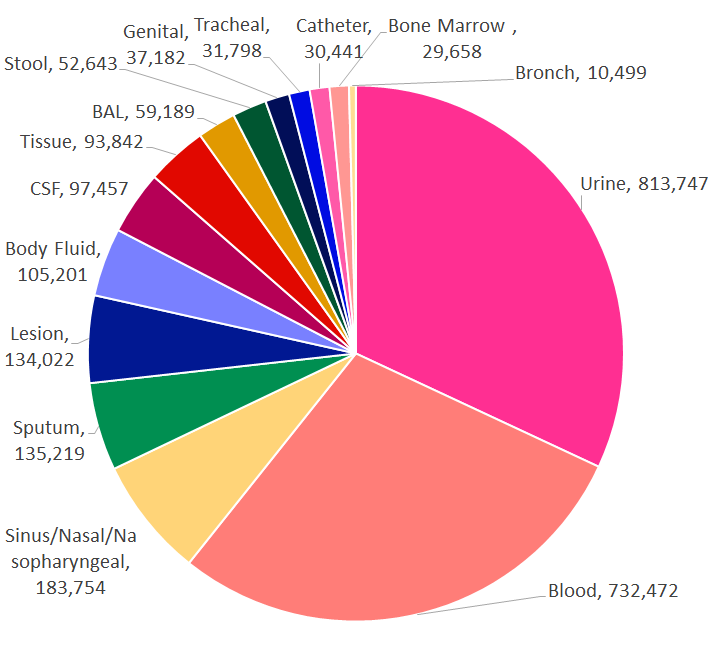 Urine, 813,747
Blood, 732,472
Sinus/Nasal/Na
sopharyngeal,
183,754
Sputum,
135,219
Lesion,
134,022
Body Fluid,
105,201
CSF, 97,457
Tissue, 93,842
BAL, 59,189
Stool, 52,643
Genital,
37,182
Tracheal,
31,798
Catheter,
30,441
Bone Marrow ,
29,658
Bronch, 10,499